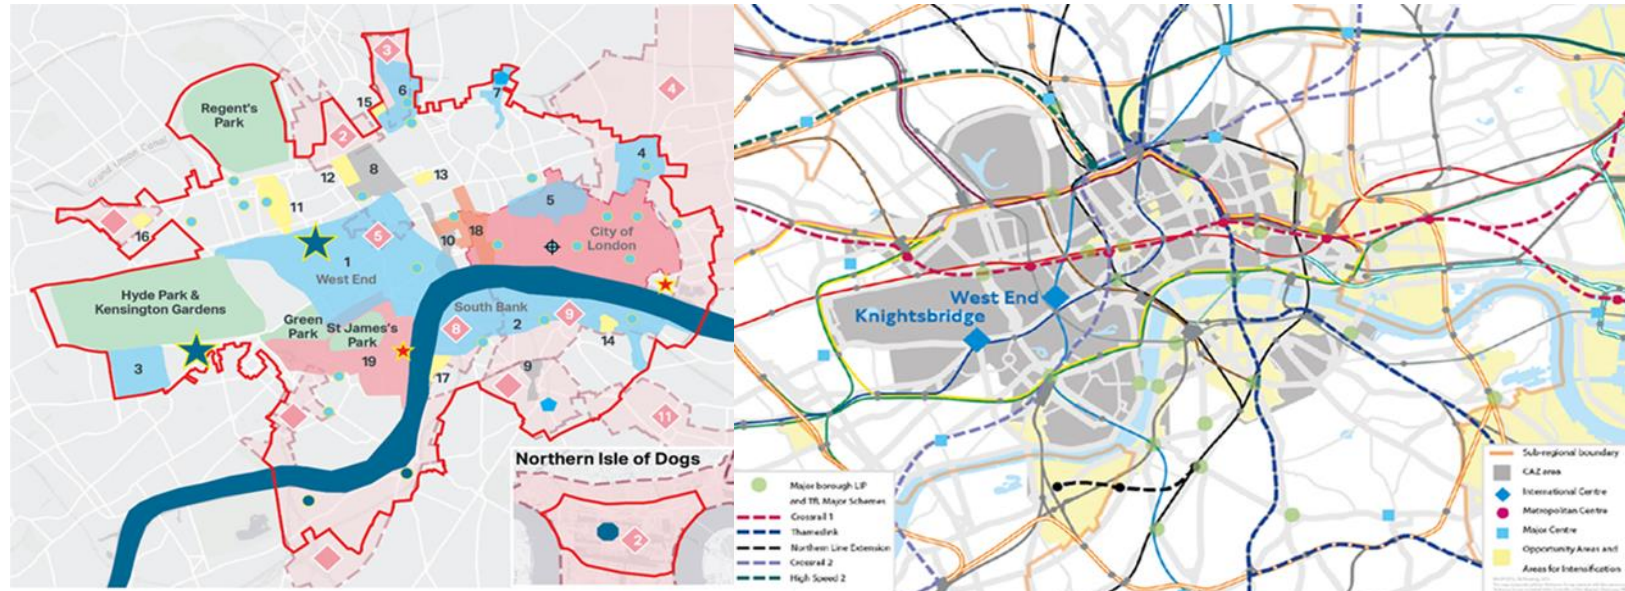 3
15
6
7
4
Regent's
Park
2
Grand Union Canal
12
8
13
4
11
5
16
5
10
18
City of
London
1
West End
Hyde Park &
Kensington Gardens
South Bank
Green
Park
St James's
Park
8
2
9
3
19
14
17
9
11
Northern Isle of Dogs
2
West End
Knightsbridge
Major borough LIP
and TfL Major Schemes
Crossrail 1
Thameslink
Northern Line Extension
Crossrail 2
High Speed 2
Sub-regional boundary
CAZ area
International Centre
Metropolitan Centre
Major Centre
Opportunity Areas and
Areas for Intensification